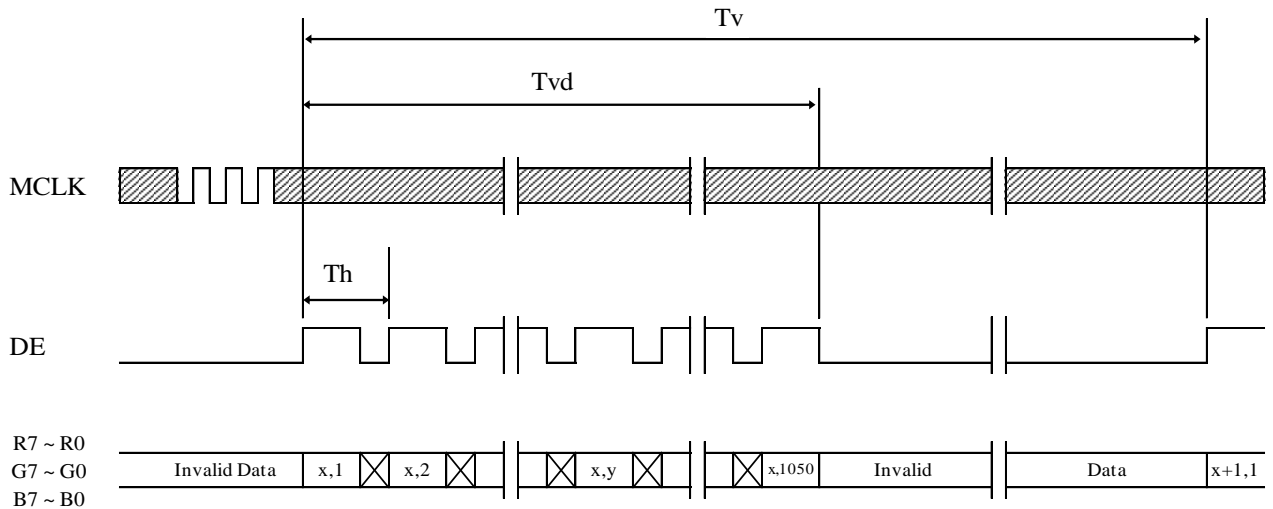 Tv
Tvd
MCLK
Th
DE
R7 ~ R0
G7 ~ G0
B7 ~ B0
Invalid Data x,1 x,2 x,y x,1050 Invalid Data x+1,1